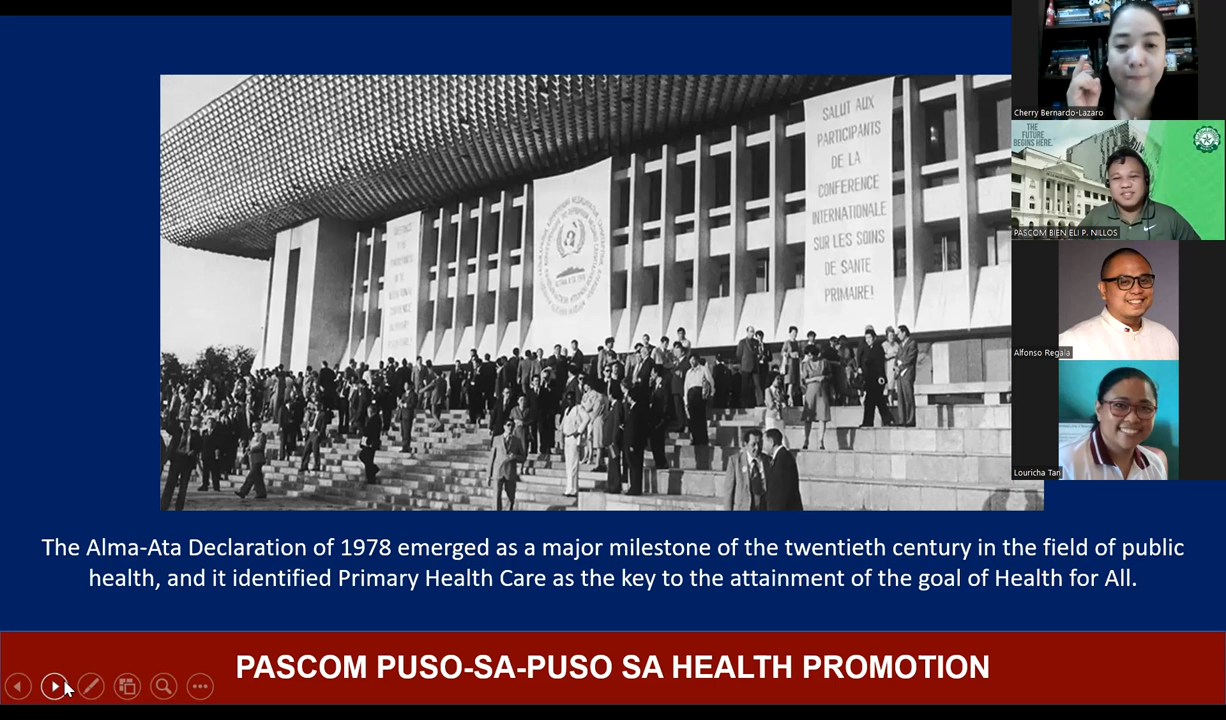 SALUT AUX
PARTICIPANTS
DE LA
CONFERENCE
INTERNATIONALE
SUR LES SOINS
DE SANTE
PRIMAIRE!
The Alma-Ata Declaration of 1978 emerged as a major milestone of the twentieth century in the field of public
health, and it identified Primary Health Care as the key to the attainment of the goal of Health for All.
PASCOM PUSO-SA-PUSO SA HEALTH PROMOTION
Cherry Bernardo-Lazaro
THE
FUTURE
BEGINS HERE.
PASCOM BIEN ELI P. NILLOS
Alfonso Regala
Louricha Tan